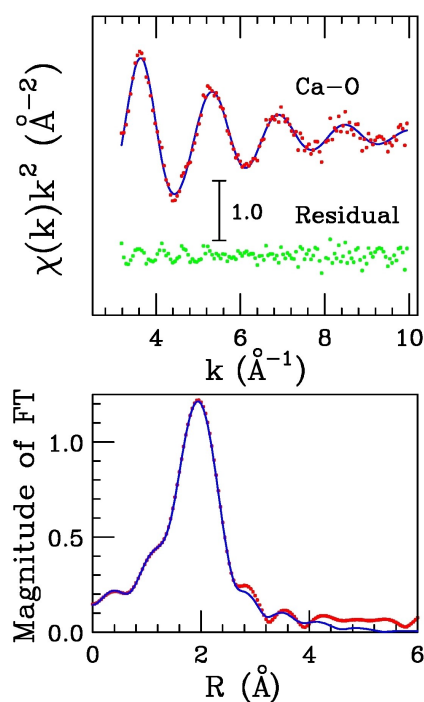 χ(k)k² (Å⁻²)
Ca–O
1.0
Residual
4 6 8 10
k (Å⁻¹)
Magnitude of FT
1.0
0.5
0.0
0 2 4 6
R (Å)